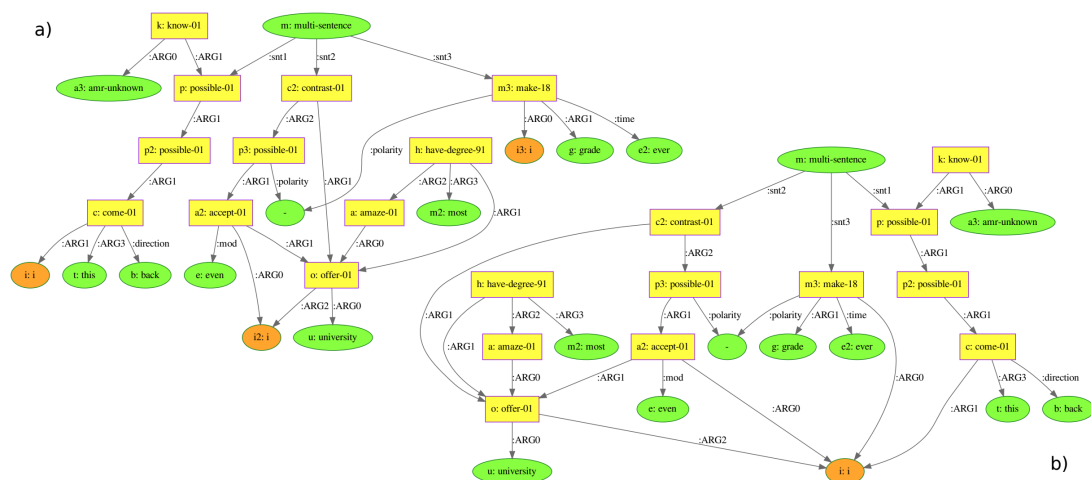 a)
k: know-01
m: multi-sentence
:ARG0
:ARG1
:snt1
:snt2
:snt3
a3: amr-unknown
p: possible-01
c2: contrast-01
m3: make-18
:ARG1
:ARG2
:ARG1
:polarity
:ARG0
:ARG1
:time
p2: possible-01
p3: possible-01
h: have-degree-91
i3: i
g: grade
e2: ever
:ARG1
:ARG1
:polarity
:ARG2
:ARG3
:ARG1
c: come-01
a2: accept-01
-
a: amaze-01
m2: most
:ARG1
:ARG3
:direction
:mod
:ARG1
:ARG0
:ARG0
i: i
t: this
b: back
e: even
o: offer-01
:ARG2
:ARG0
i2: i
u: university
m: multi-sentence
k: know-01
:snt2
:snt3
:snt1
:ARG1
:ARG0
c2: contrast-01
p: possible-01
a3: amr-unknown
:ARG2
:ARG1
h: have-degree-91
p3: possible-01
m3: make-18
p2: possible-01
:ARG1
:ARG1
:ARG2
:ARG3
:ARG1
:polarity
:polarity
:ARG1
:time
:ARG1
a: amaze-01
m2: most
a2: accept-01
-
g: grade
e2: ever
c: come-01
:ARG0
:ARG1
:mod
:ARG0
:ARG0
:ARG1
:ARG3
:direction
o: offer-01
e: even
t: this
b: back
:ARG0
:ARG2
u: university
i: i
b)